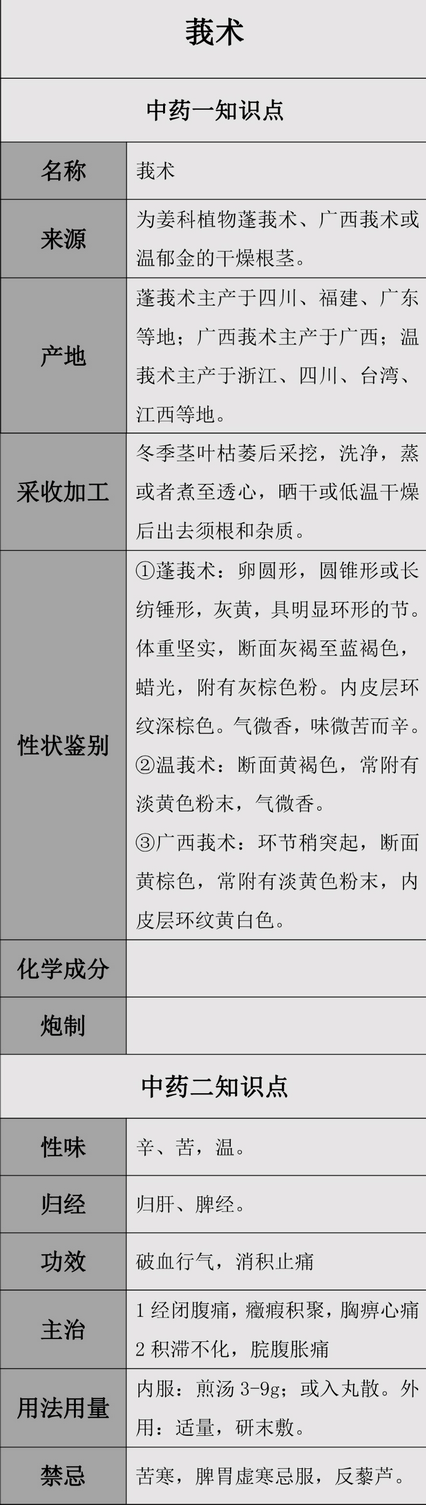 莪术
中药一知识点
名称
莪术
来源
为姜科植物蓬莪术、广西莪术或
温郁金的干燥根茎。
产地
蓬莪术主产于四川、福建、广东
等地；广西莪术主产于广西；温
莪术主产于浙江、四川、台湾、
江西等地。
采收加工
冬季茎叶枯萎后采挖，洗净，蒸
或者煮至透心，晒干或低温干燥
后出去须根和杂质。
性状鉴别
①蓬莪术：卵圆形，圆锥形或长
纺锤形，灰黄，具明显环形的节。
体重坚实，断面灰褐至蓝褐色，
蜡光，附有灰棕色粉。内皮层环
纹深棕色。气微香，味微苦而辛。
②温莪术：断面黄褐色，常附有
淡黄色粉末，气微香。
③广西莪术：环节稍突起，断面
黄棕色，常附有淡黄色粉末，内
皮层环纹黄白色。
化学成分
炮制
中药二知识点
性味
辛、苦，温。
归经
归肝、脾经。
功效
破血行气，消积止痛
主治
1 经闭腹痛，癥瘕积聚，胸痹心痛
2 积滞不化，脘腹胀痛
用法用量
内服：煎汤 3-9g；或入丸散。外
用：适量，研末敷。
禁忌
苦寒，脾胃虚寒忌服，反藜芦。